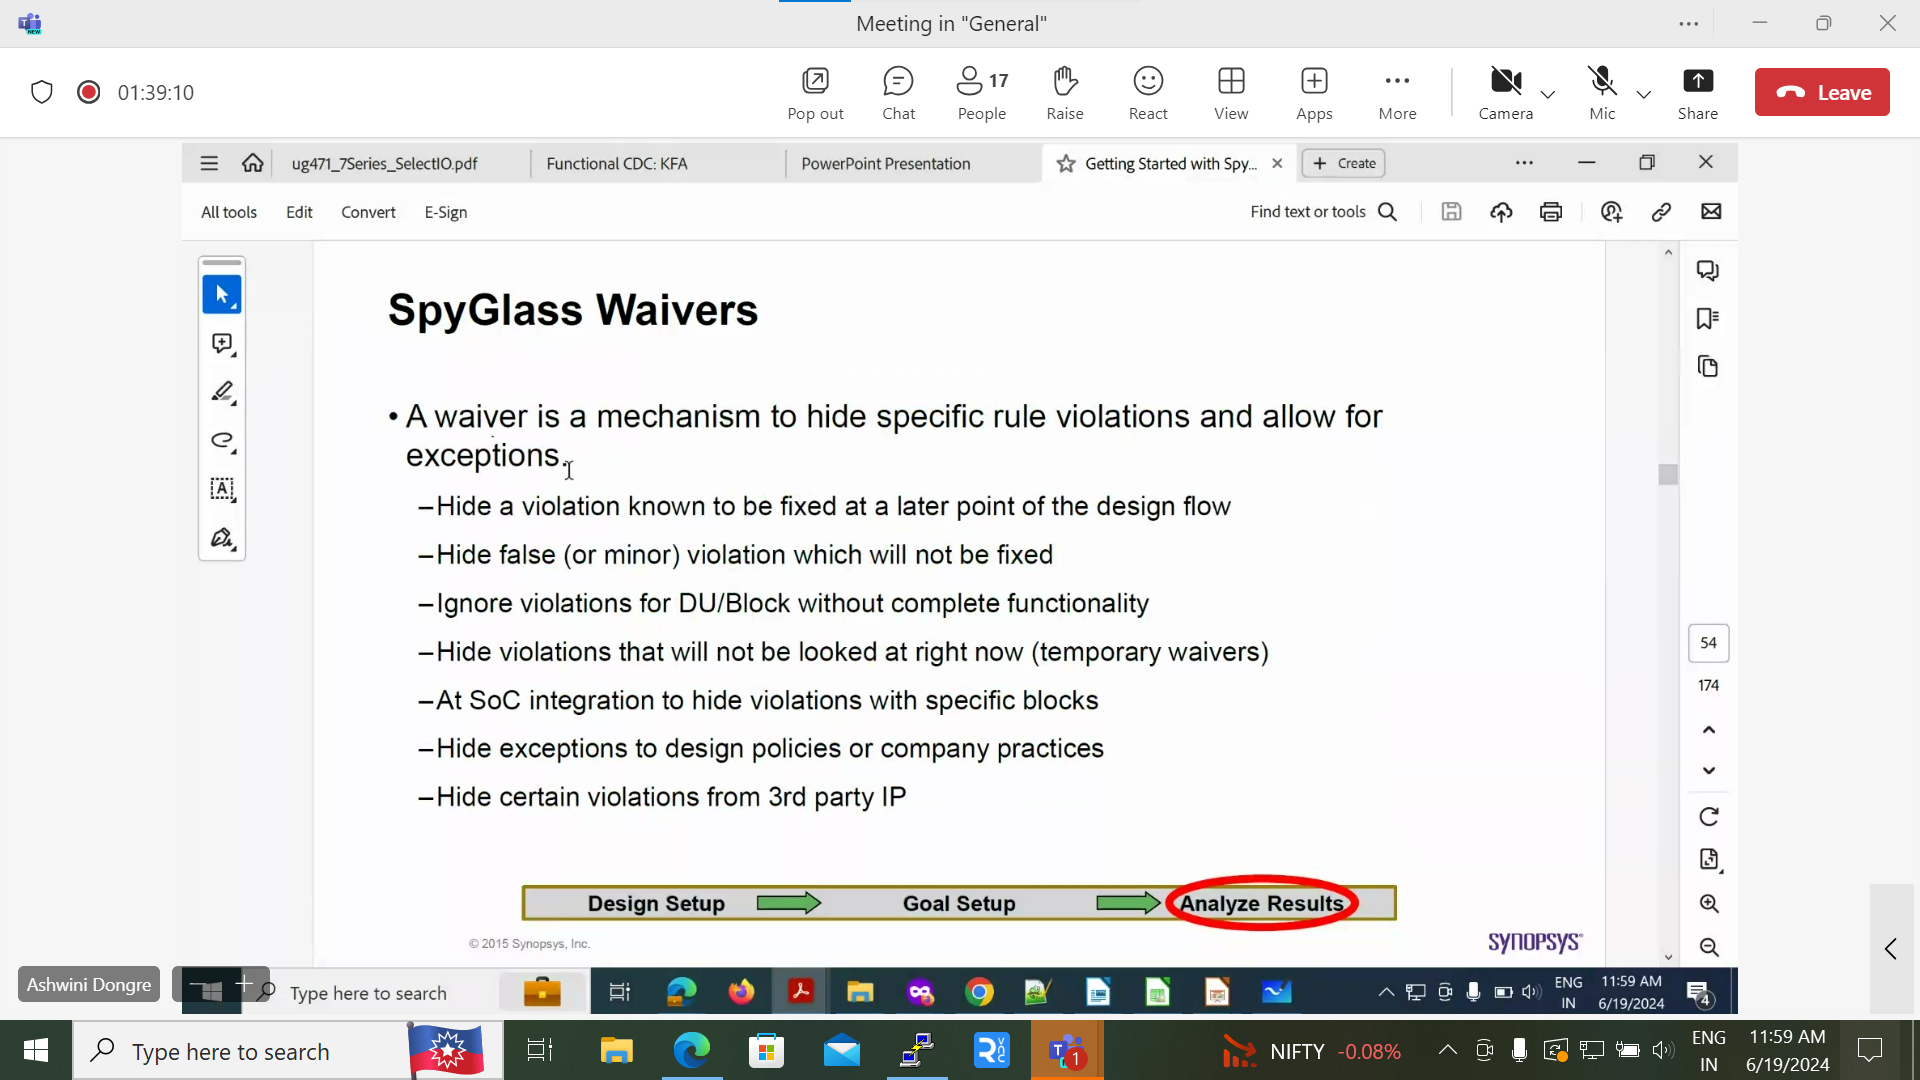 Meeting in "General"
01:39:10
Pop out
Chat
17
People
Raise
React
View
Apps
More
Camera
Mic
Share
Leave
ug471_7Series_SelectIO.pdf
Functional CDC: KFA
PowerPoint Presentation
Getting Started with Spy...
Create
All tools
Edit
Convert
E-Sign
Find text or tools
SpyGlass Waivers
• A waiver is a mechanism to hide specific rule violations and allow for
exceptions.
–Hide a violation known to be fixed at a later point of the design flow
–Hide false (or minor) violation which will not be fixed
–Ignore violations for DU/Block without complete functionality
–Hide violations that will not be looked at right now (temporary waivers)
–At SoC integration to hide violations with specific blocks
–Hide exceptions to design policies or company practices
–Hide certain violations from 3rd party IP
54
174
Design Setup
Goal Setup
Analyze Results
© 2015 Synopsys, Inc.
SYNOPSYS
Ashwini Dongre
Type here to search
ENG
IN
11:59 AM
6/19/2024
4
Type here to search
1
NIFTY -0.08%
ENG
IN
11:59 AM
6/19/2024